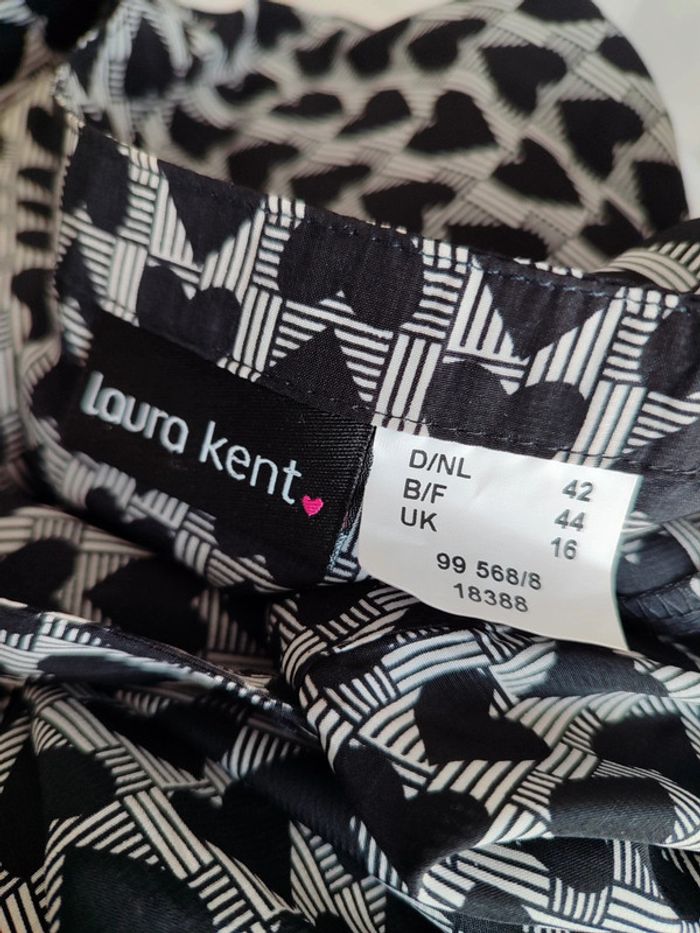 laura kent
D/NL 42
B/F 44
UK 16
99 568/8
18388